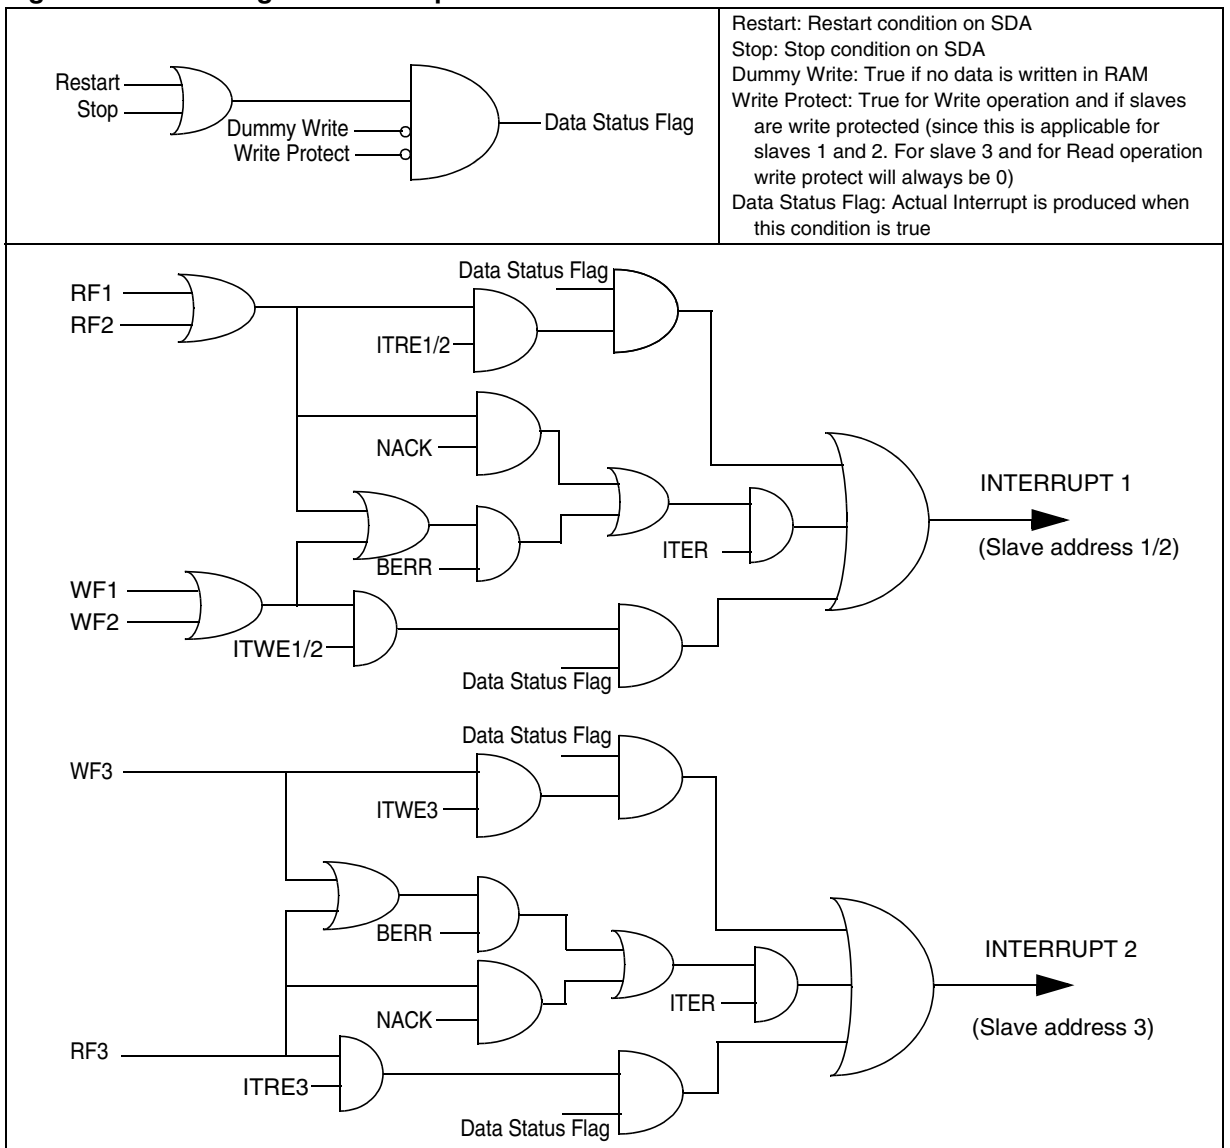 Restart
Stop
Dummy Write
Write Protect
Data Status Flag
Restart: Restart condition on SDA
Stop: Stop condition on SDA
Dummy Write: True if no data is written in RAM
Write Protect: True for Write operation and if slaves
are write protected (since this is applicable for
slaves 1 and 2. For slave 3 and for Read operation
write protect will always be 0)
Data Status Flag: Actual Interrupt is produced when
this condition is true
Data Status Flag
RF1
RF2
ITRE1/2
NACK
INTERRUPT 1
ITER
(Slave address 1/2)
BERR
WF1
WF2
ITWE1/2
Data Status Flag
Data Status Flag
WF3
ITWE3
BERR
INTERRUPT 2
ITER
NACK
(Slave address 3)
RF3
ITRE3
Data Status Flag